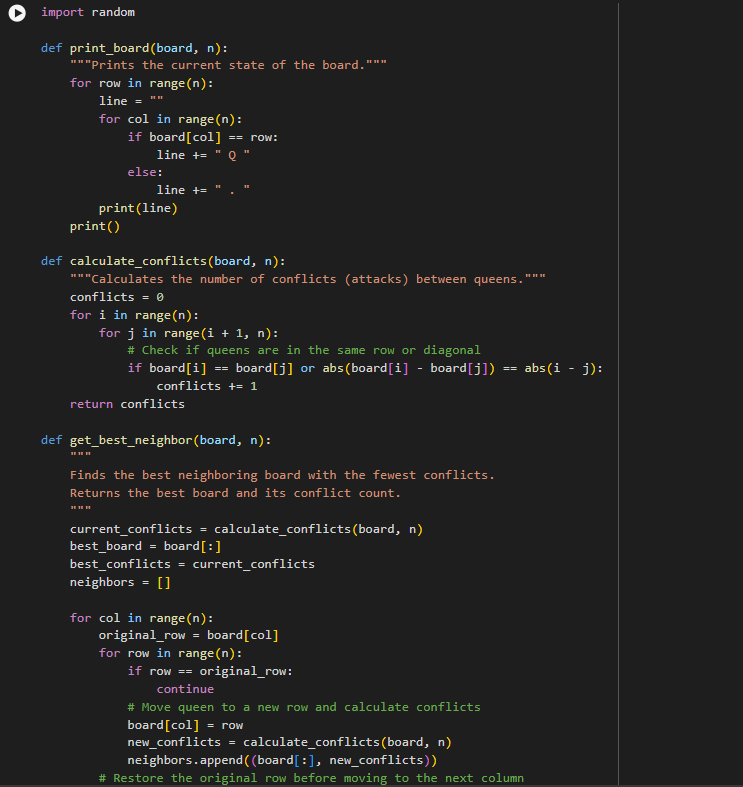 import random

def print_board(board, n):
    """Prints the current state of the board."""
    for row in range(n):
        line = ""
        for col in range(n):
            if board[col] == row:
                line += " Q "
            else:
                line += " . "
        print(line)
    print()

def calculate_conflicts(board, n):
    """Calculates the number of conflicts (attacks) between queens."""
    conflicts = 0
    for i in range(n):
        for j in range(i + 1, n):
            # Check if queens are in the same row or diagonal
            if board[i] == board[j] or abs(board[i] - board[j]) == abs(i - j):
                conflicts += 1
    return conflicts

def get_best_neighbor(board, n):
    """
    Finds the best neighboring board with the fewest conflicts.
    Returns the best board and its conflict count.
    """
    current_conflicts = calculate_conflicts(board, n)
    best_board = board[:]
    best_conflicts = current_conflicts
    neighbors = []

    for col in range(n):
        original_row = board[col]
        for row in range(n):
            if row == original_row:
                continue
            # Move queen to a new row and calculate conflicts
            board[col] = row
            new_conflicts = calculate_conflicts(board, n)
            neighbors.append((board[:], new_conflicts))
        # Restore the original row before moving to the next column